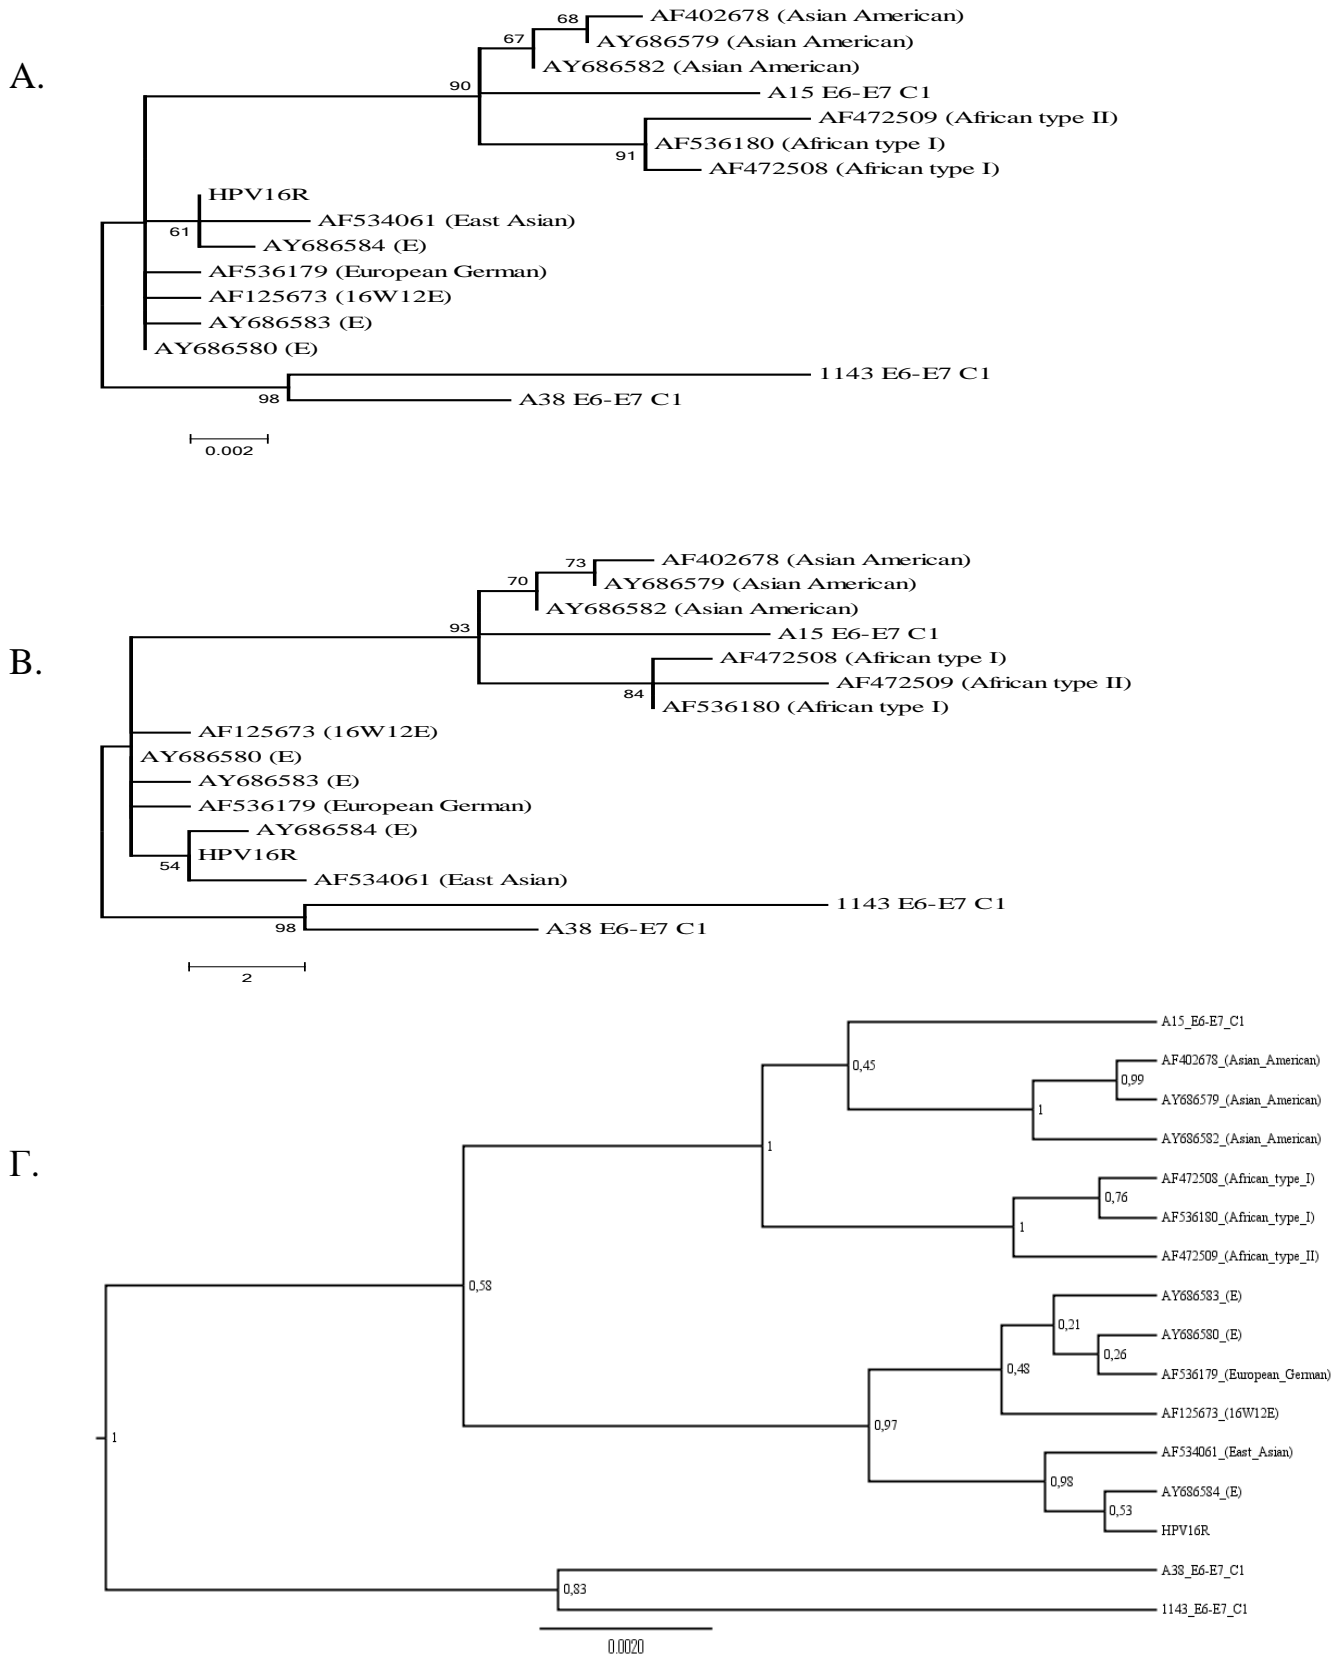 A.
68
AF402678 (Asian American)
67
AY686579 (Asian American)
AY686582 (Asian American)
90
A15 E6-E7 C1
AF472509 (African type II)
AF536180 (African type I)
91
AF472508 (African type I)
HPV16R
AF534061 (East Asian)
61
AY686584 (E)
AF536179 (European German)
AF125673 (16W12E)
AY686583 (E)
AY686580 (E)
1143 E6-E7 C1
98
A38 E6-E7 C1
0.002
B.
73
AF402678 (Asian American)
70
AY686579 (Asian American)
AY686582 (Asian American)
93
A15 E6-E7 C1
AF472508 (African type I)
84
AF472509 (African type II)
AF536180 (African type I)
AF125673 (16W12E)
AY686580 (E)
AY686583 (E)
AF536179 (European German)
AY686584 (E)
54
HPV16R
AF534061 (East Asian)
1143 E6-E7 C1
98
A38 E6-E7 C1
2
Γ.
A15_E6-E7_C1
0,45
AF402678_(Asian_American)
0,99
AY686579_(Asian_American)
1
AY686582_(Asian_American)
1
AF472508_(African_type_I)
0,76
AF536180_(African_type_I)
1
AF472509_(African_type_II)
0,58
AY686583_(E)
0,21
AY686580_(E)
0,26
AF536179_(European_German)
0,48
AF125673_(16W12E)
0,97
AF534061_(East_Asian)
0,98
AY686584_(E)
0,53
HPV16R
1
A38_E6-E7_C1
0,83
1143_E6-E7_C1
0.0020